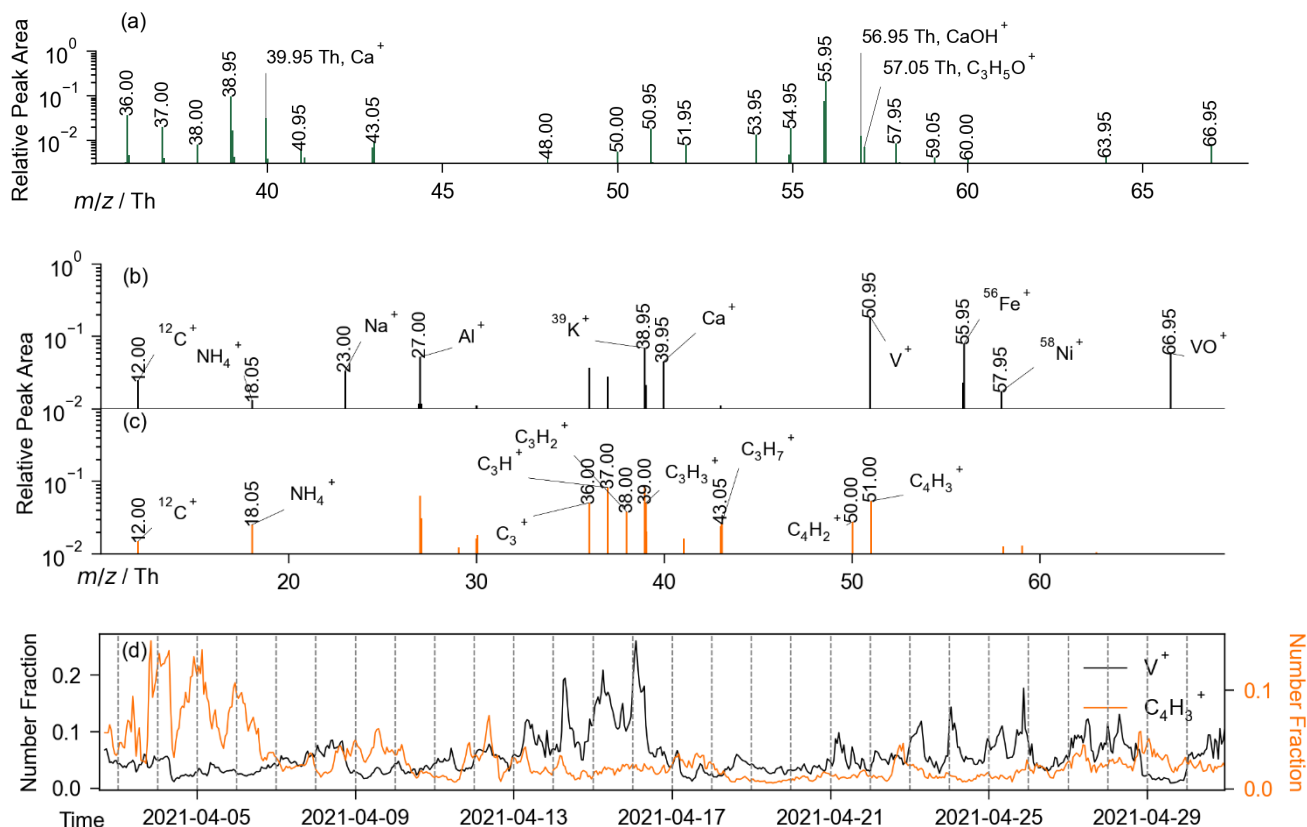 (a)
Relative Peak Area
10⁰
10⁻¹
10⁻²
36.00
37.00
38.00
38.95
39.95 Th, Ca⁺
40.95
43.05
48.00
50.00
50.95
51.95
53.95
54.95
55.95
56.95 Th, CaOH⁺
57.05 Th, C₃H₅O⁺
57.95
59.05
60.00
63.95
66.95
40 45 50 55 60 65
m/z / Th
(b)
Relative Peak Area
10⁰
10⁻¹
10⁻²
12.00
¹²C⁺
NH₄⁺
18.05
23.00
Na⁺
27.00
Al⁺
³⁹K⁺
38.95
39.95
Ca⁺
50.95
V⁺
55.95
⁵⁶Fe⁺
57.95
⁵⁸Ni⁺
66.95
VO⁺
(c)
Relative Peak Area
10⁻¹
10⁻²
12.00
¹²C⁺
18.05
NH₄⁺
C₃⁺
C₃H⁺
C₃H₂⁺
36.00
37.00
38.00
39.00
C₃H₃⁺
43.05
C₃H₇⁺
C₄H₂⁺
50.00
51.00
C₄H₃⁺
20 30 40 50 60
m/z / Th
(d)
Number Fraction
0.2
0.1
0.0
V⁺
C₄H₃⁺
Number Fraction
0.1
0.0
Time 2021-04-05 2021-04-09 2021-04-13 2021-04-17 2021-04-21 2021-04-25 2021-04-29